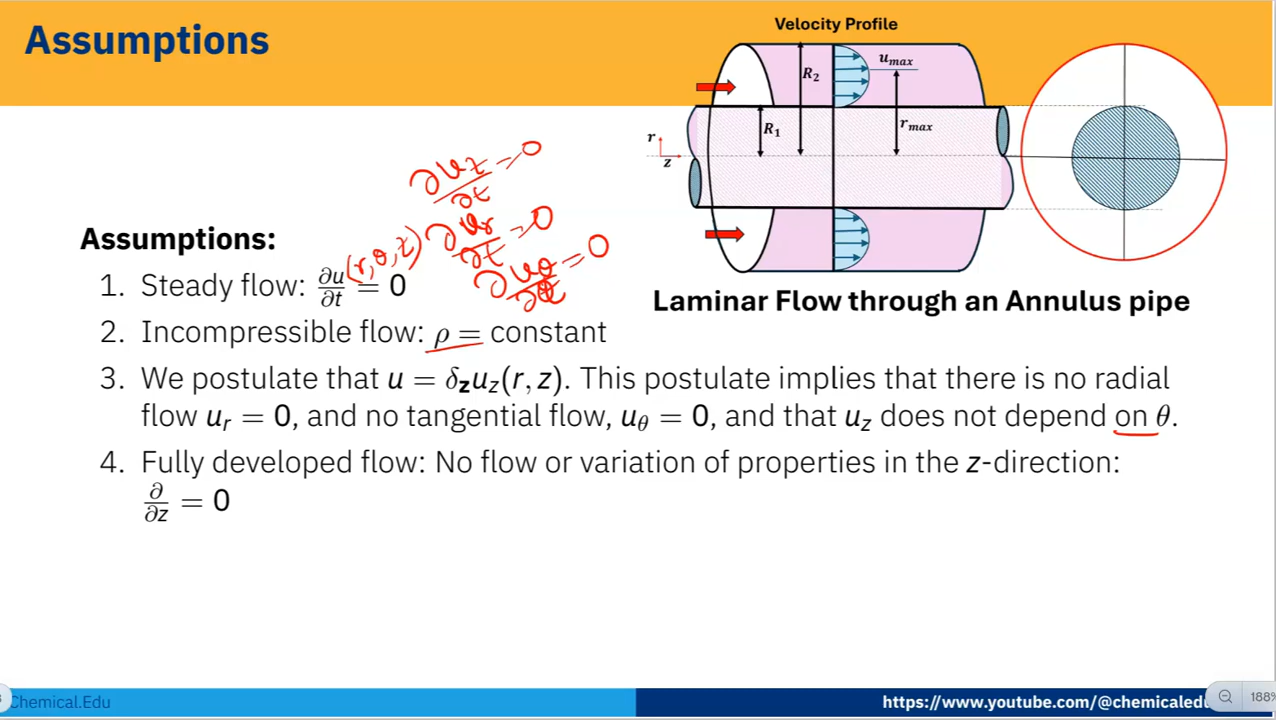 Assumptions
Velocity Profile
R₂
u_max
R₁
r_max
r
z
Laminar Flow through an Annulus pipe
∂u_z/∂t = 0
∂u_r/∂t = 0
∂u_θ/∂t = 0
Assumptions:
(r, θ, z)
1. Steady flow: ∂u/∂t = 0
2. Incompressible flow: ρ = constant
3. We postulate that u = δ_z u_z(r, z). This postulate implies that there is no radial
flow u_r = 0, and no tangential flow, u_θ = 0, and that u_z does not depend on θ.
4. Fully developed flow: No flow or variation of properties in the z-direction:
∂/∂z = 0
Chemical.Edu
https://www.youtube.com/@chemicaledu
188%